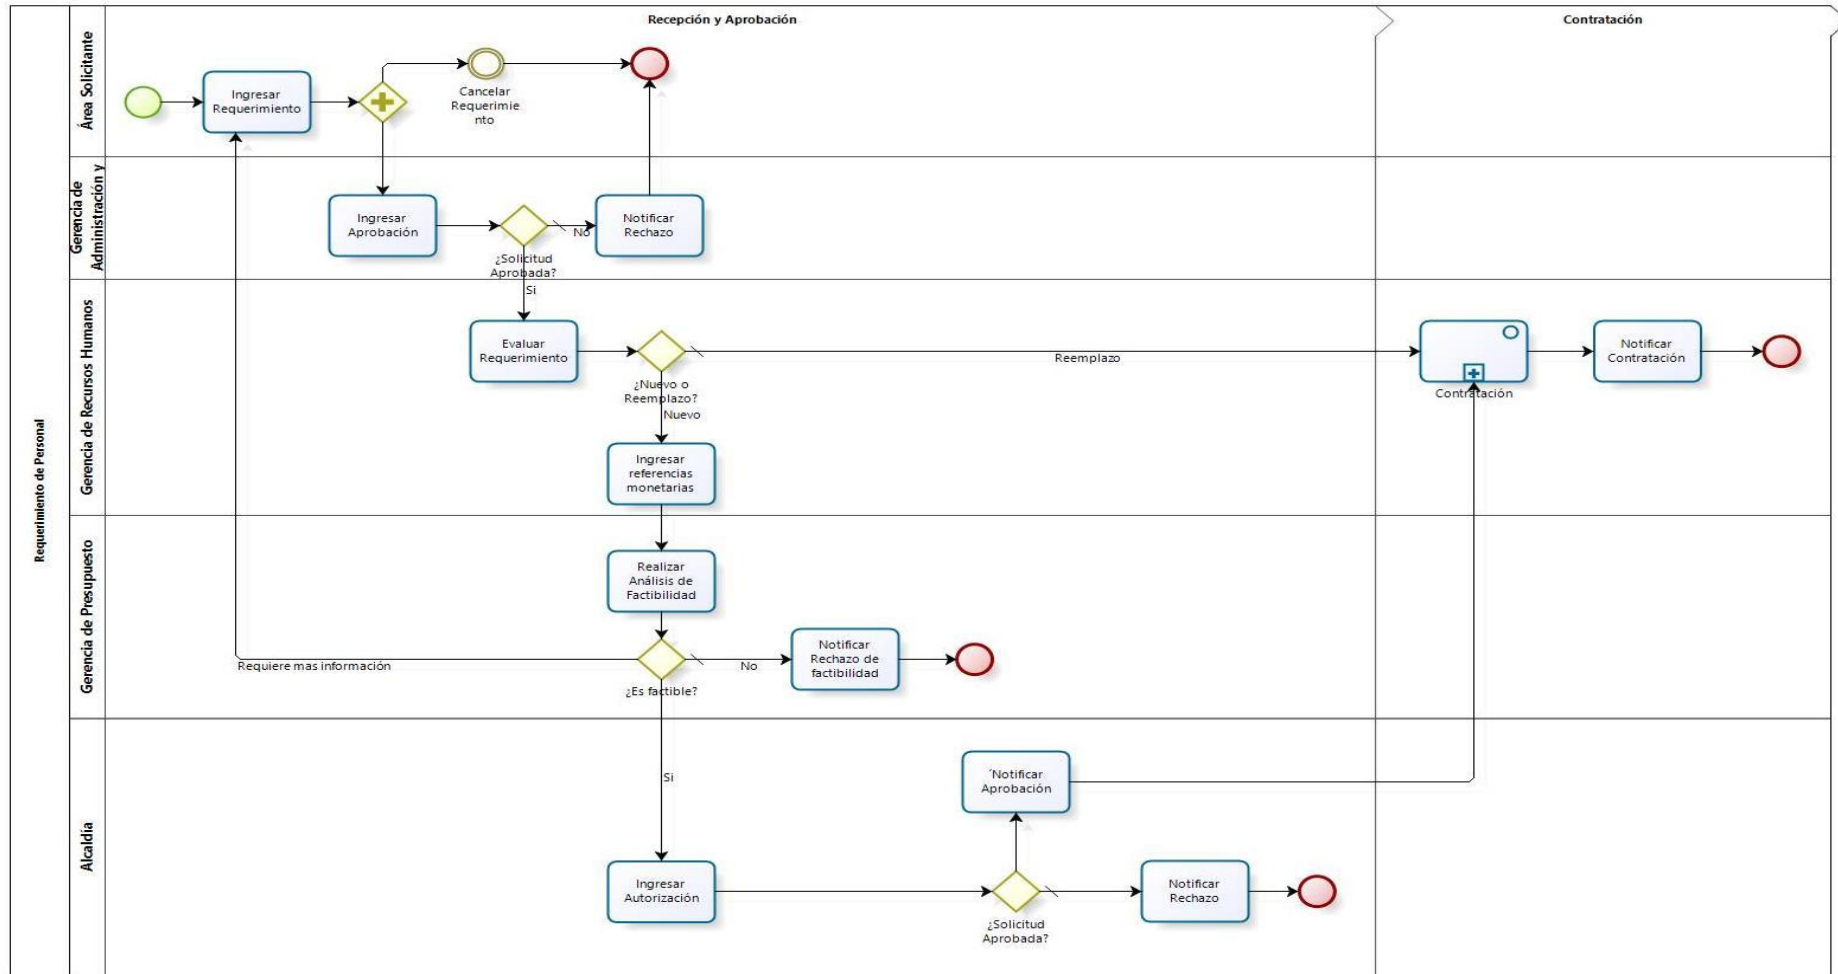 Recepción y Aprobación
Contratación
Requerimiento de Personal
Área Solicitante
Ingresar
Requerimiento
Cancelar
Requerimie
nto
Gerencia de
Administración y
Ingresar
Aprobación
¿Solicitud
Aprobada?
No
Notificar
Rechazo
Si
Gerencia de Recursos Humanos
Evaluar
Requerimiento
¿Nuevo o
Reemplazo?
Reemplazo
Nuevo
Contratación
Notificar
Contratación
Ingresar
referencias
monetarias
Gerencia de Presupuesto
Realizar
Análisis de
Factibilidad
Requiere mas información
¿Es factible?
No
Notificar
Rechazo de
factibilidad
Alcaldía
Si
´Notificar
Aprobación
Ingresar
Autorización
¿Solicitud
Aprobada?
Notificar
Rechazo